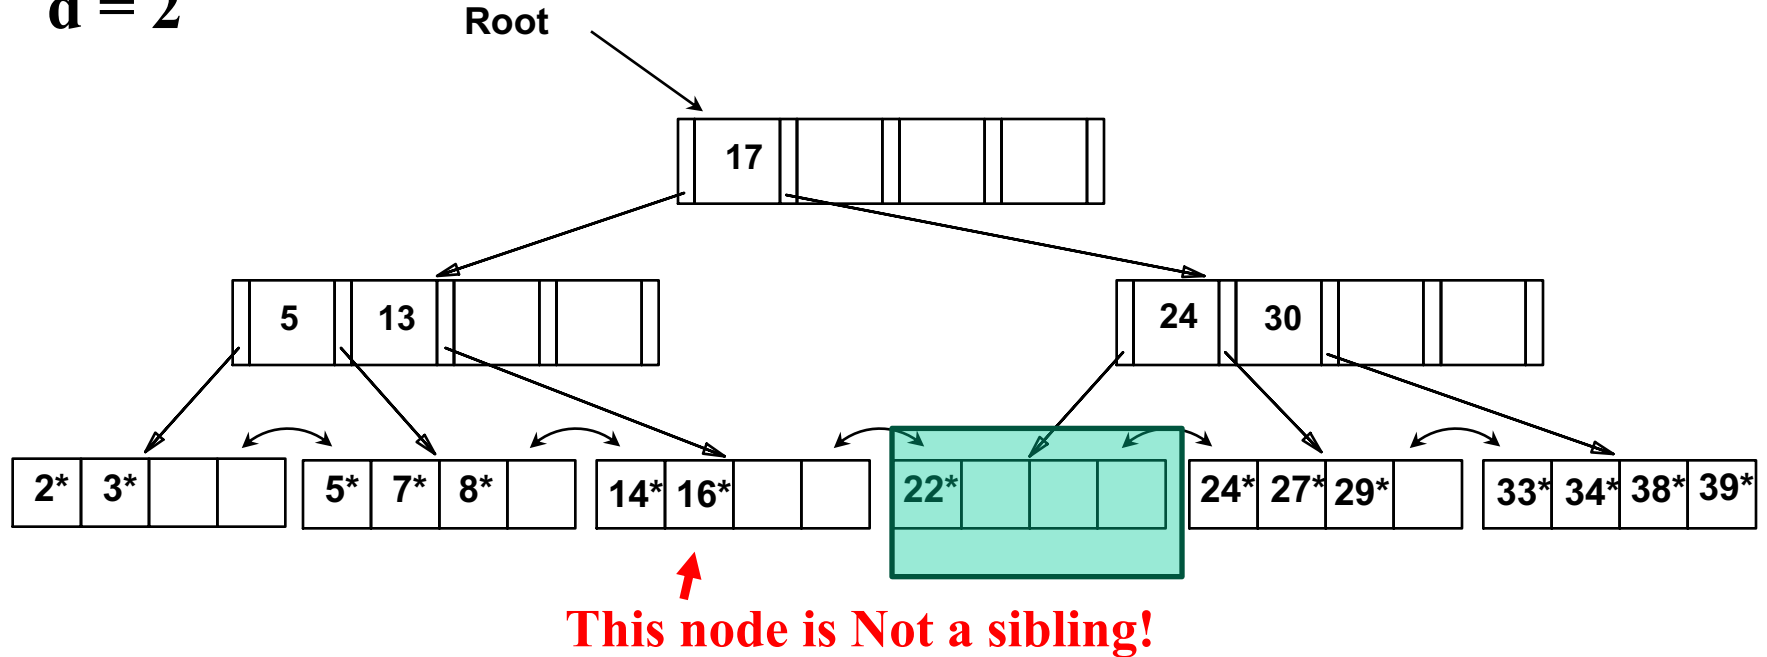 d = 2
Root
17
5 13
24 30
2* 3*
5* 7* 8*
14* 16*
22*
24* 27* 29*
33* 34* 38* 39*
This node is Not a sibling!